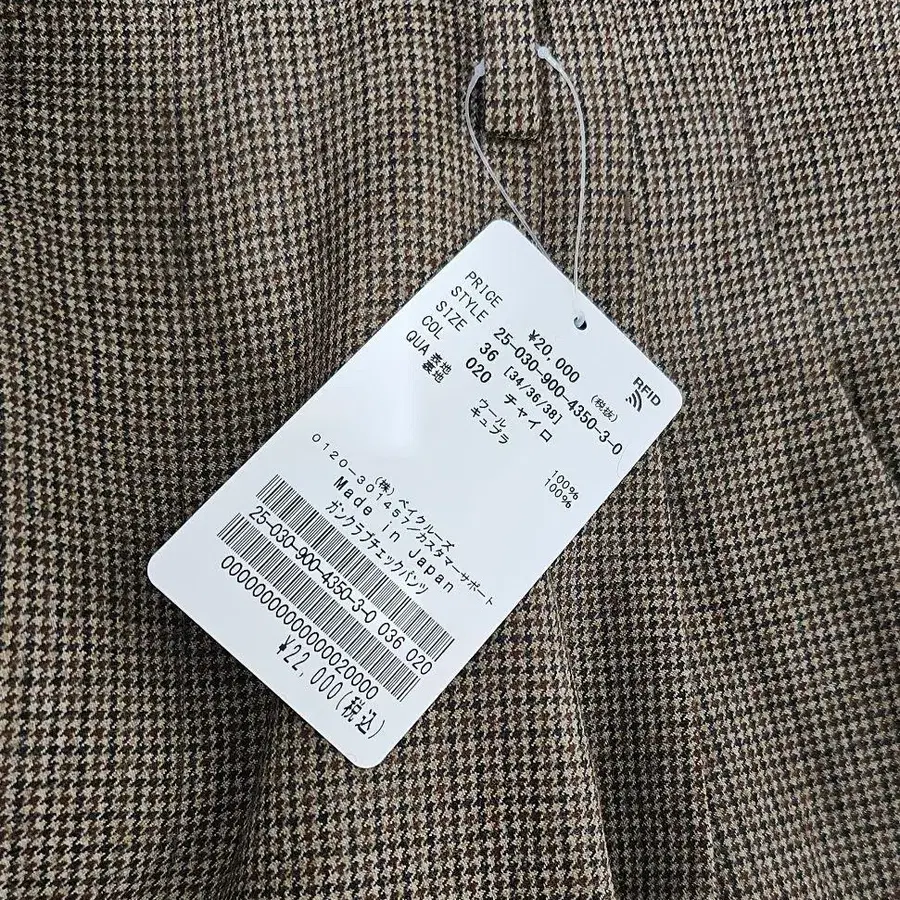 PRICE ¥20,000 (税抜)
STYLE 25-030-900-4350-3-0
SIZE 36 [34/36/38]
COL 020 チャイロ
QUA 表地 ウール 100%
裏地 キュプラ 100%
(株) ベイクルーズ
0120-301457/カスタマーサポート
Made in Japan
ガンクラブチェックパンツ
25-030-900-4350-3-0 036 020
0000000000000020000
¥22,000(税込)
RFID